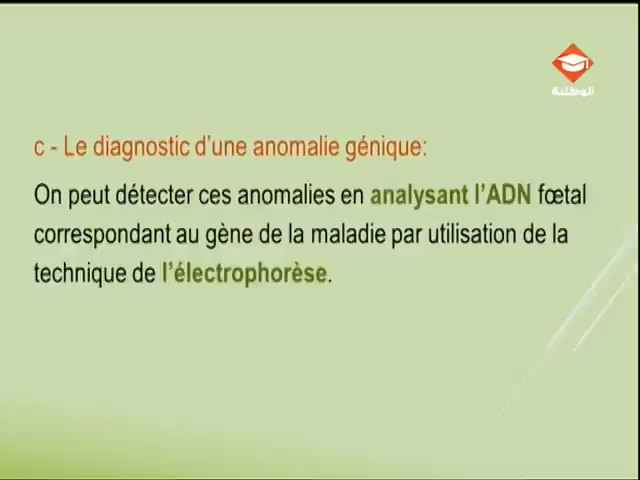 الوطنية
c - Le diagnostic d'une anomalie génique:
On peut détecter ces anomalies en analysant l'ADN fœtal
correspondant au gène de la maladie par utilisation de la
technique de l'électrophorèse.